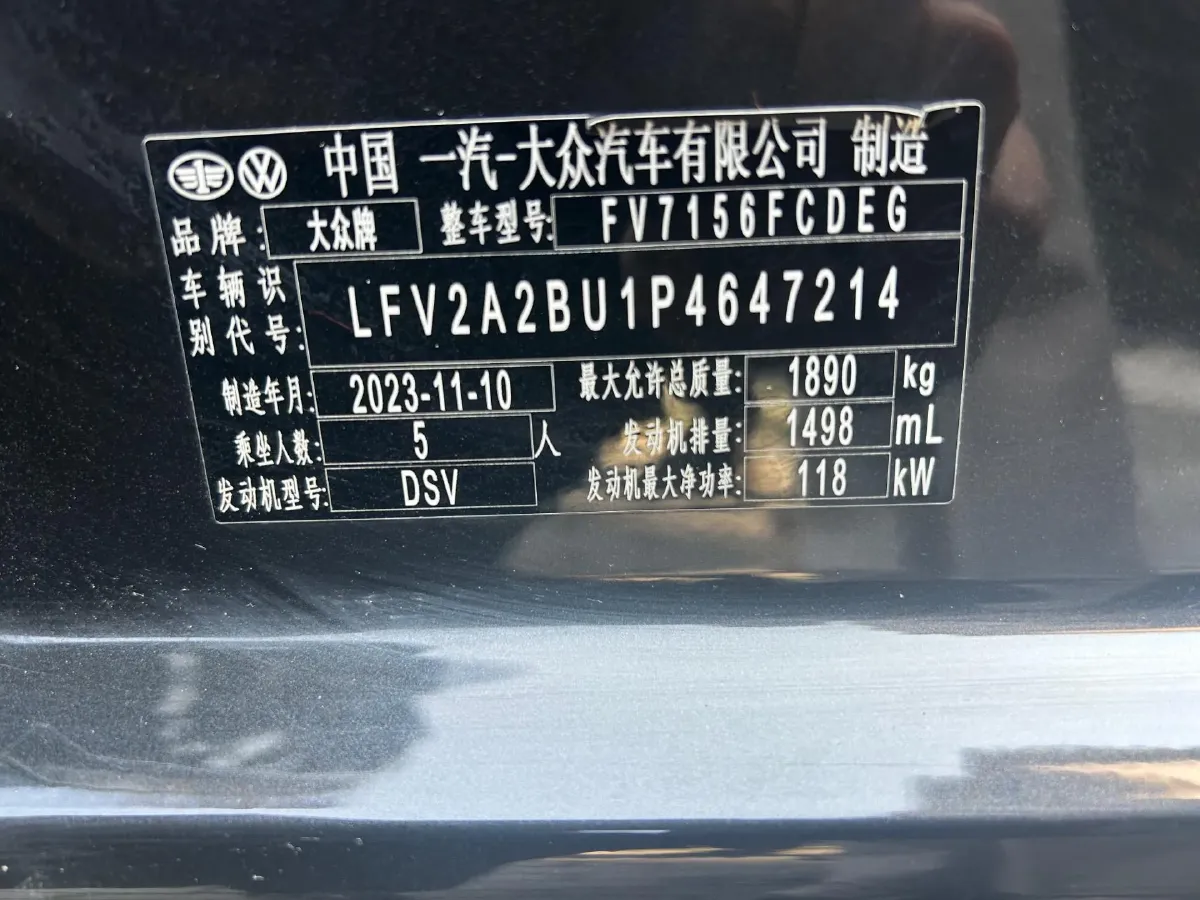 中国 一汽-大众汽车有限公司 制造
品牌: 大众牌 整车型号: FV7156FCDEG
车辆识别代号: LFV2A2BU1P4647214
制造年月: 2023-11-10 最大允许总质量: 1890 kg
乘坐人数: 5 人 发动机排量: 1498 mL
发动机型号: DSV 发动机最大净功率: 118 kW